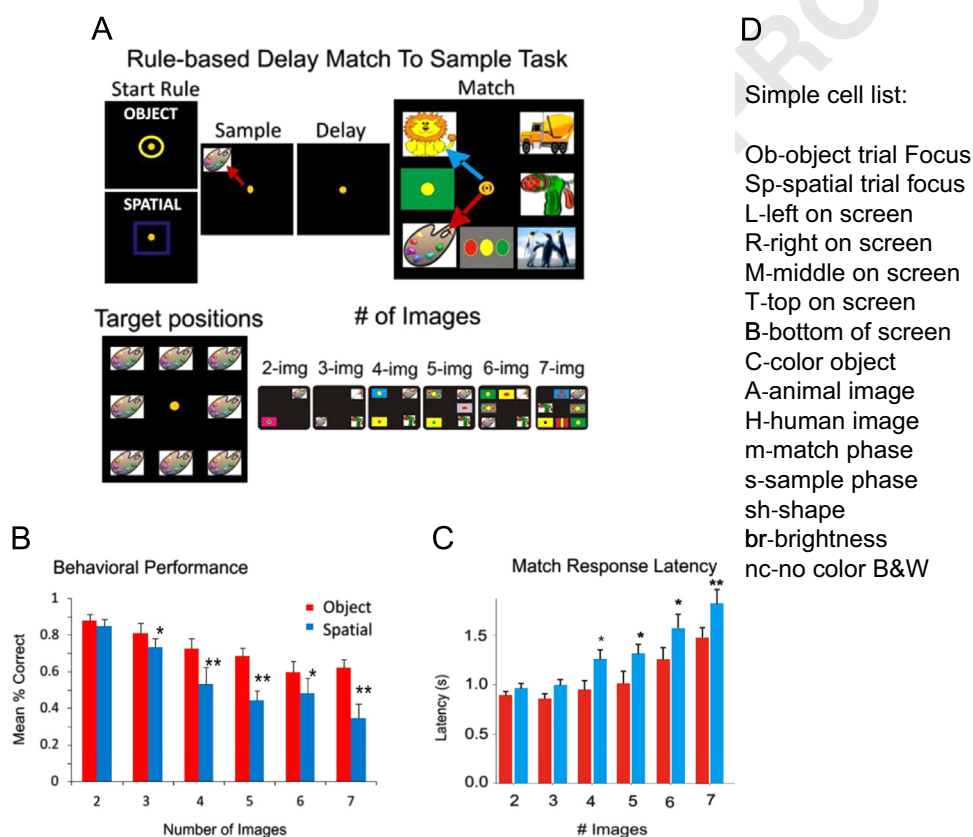 A
Rule-based Delay Match To Sample Task
Start Rule
OBJECT
SPATIAL
Sample
Delay
Match
Target positions
# of Images
2-img 3-img 4-img 5-img 6-img 7-img
B
Behavioral Performance
Mean % Correct
1
0.8
0.6
0.4
0.2
0
Object
Spatial
* ** ** * **
2 3 4 5 6 7
Number of Images
C
Match Response Latency
Latency (s)
1.5
1.0
0.5
0.0
* * * **
2 3 4 5 6 7
# Images
D
PRO
Simple cell list:
Ob-object trial Focus
Sp-spatial trial focus
L-left on screen
R-right on screen
M-middle on screen
T-top on screen
B-bottom of screen
C-color object
A-animal image
H-human image
m-match phase
s-sample phase
sh-shape
br-brightness
nc-no color B&W